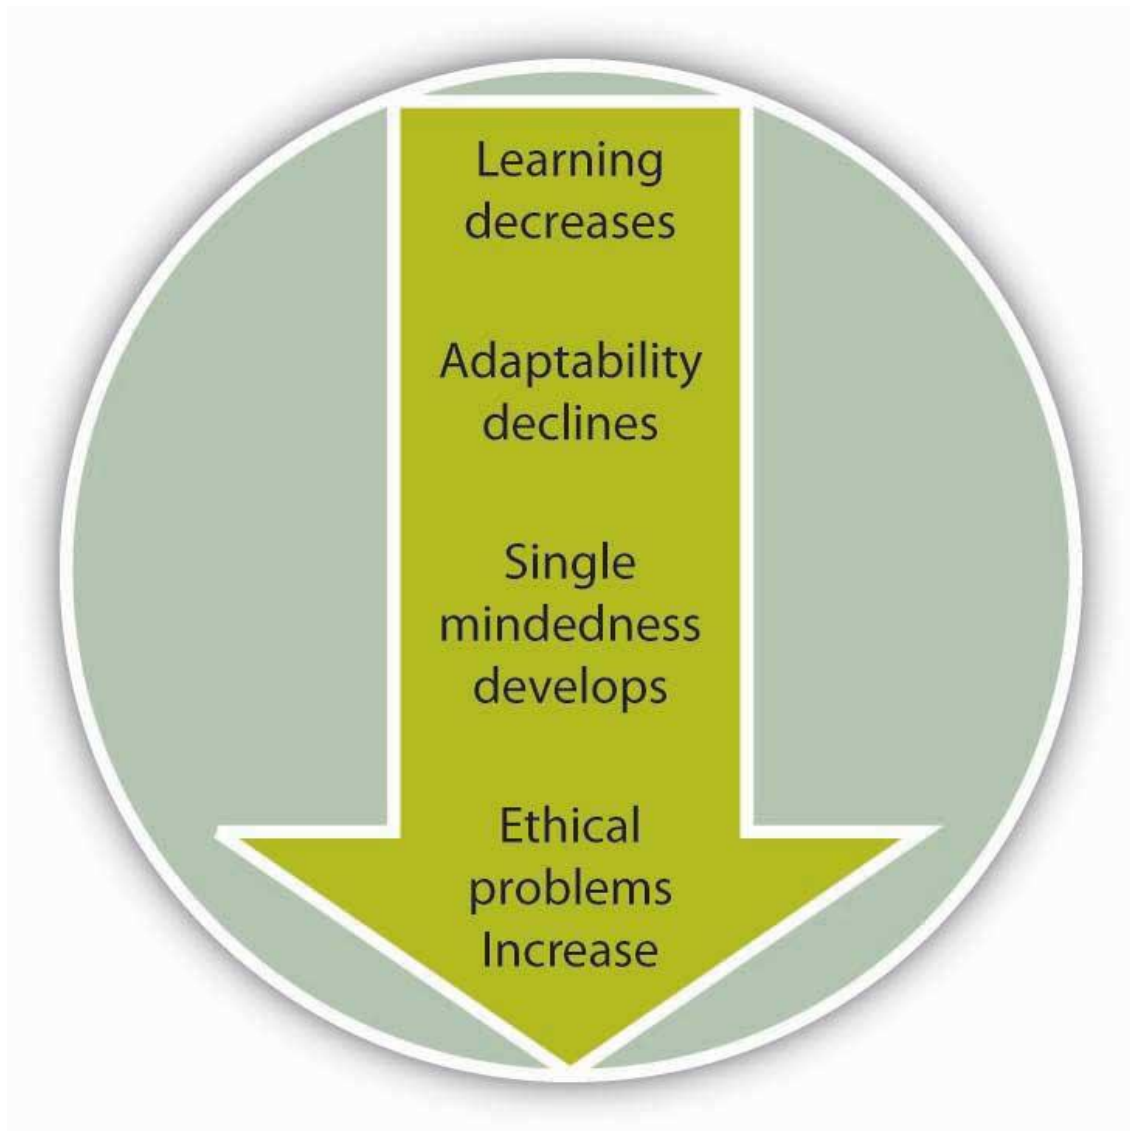 Learning
decreases
Adaptability
declines
Single
mindedness
develops
Ethical
problems
Increase